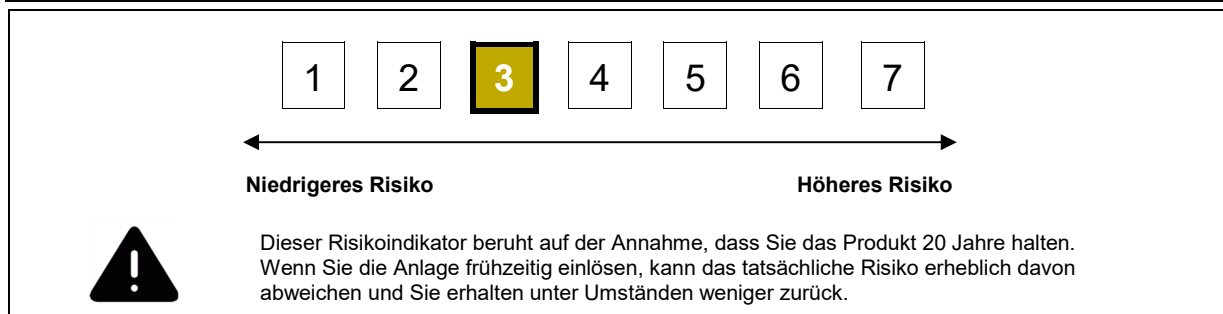 1 2 3 4 5 6 7
Niedrigeres Risiko Höheres Risiko
Dieser Risikoindikator beruht auf der Annahme, dass Sie das Produkt 20 Jahre halten.
Wenn Sie die Anlage frühzeitig einlösen, kann das tatsächliche Risiko erheblich davon
abweichen und Sie erhalten unter Umständen weniger zurück.